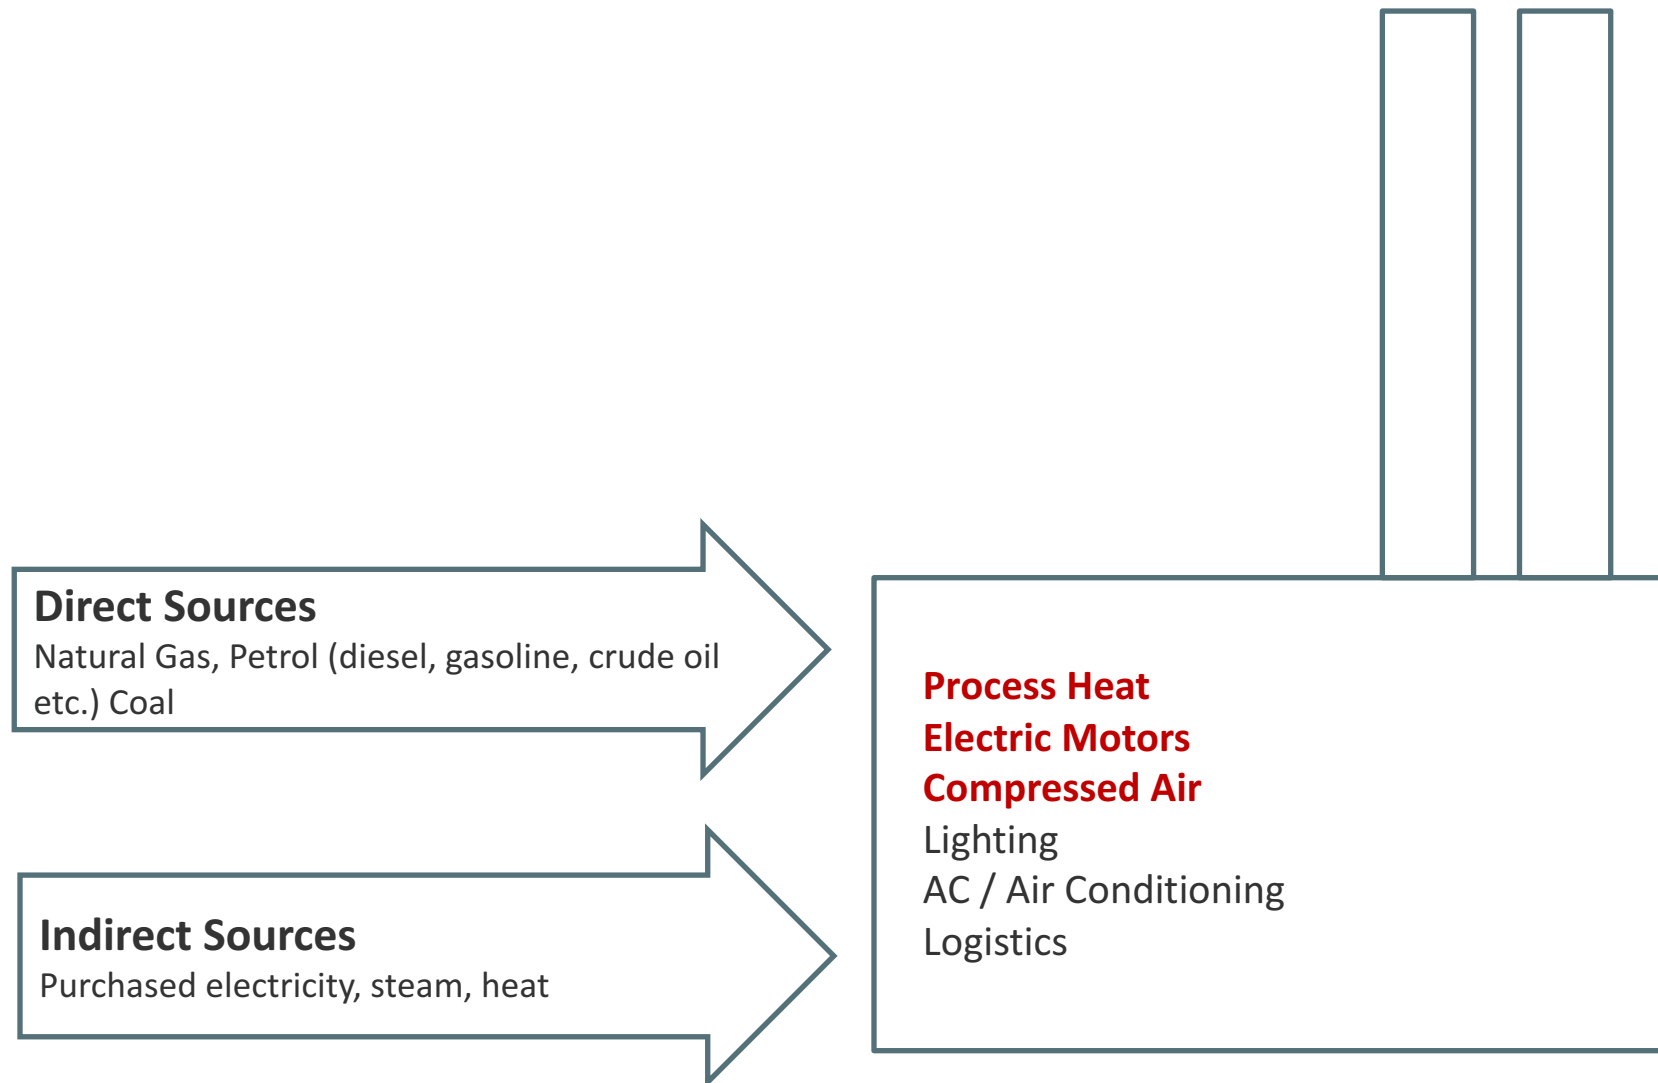 Direct Sources
Natural Gas, Petrol (diesel, gasoline, crude oil
etc.) Coal
Indirect Sources
Purchased electricity, steam, heat
Process Heat
Electric Motors
Compressed Air
Lighting
AC / Air Conditioning
Logistics